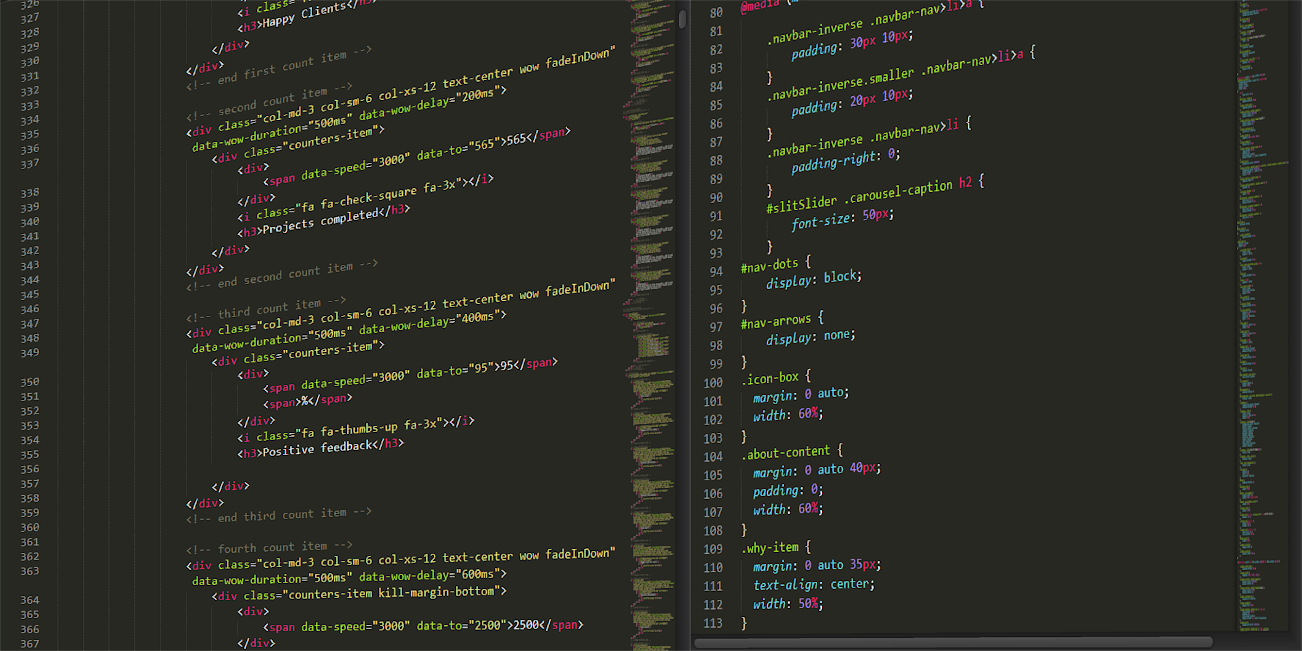 326
327
328
329
330
331
332
333
334
335
336
337
338
339
340
341
342
343
344
345
346
347
348
349
350
351
352
353
354
355
356
357
358
359
360
361
362
363
364
365
366
367
<i class="
<h3>Happy Clients</h3>
</div>
</div>
<!-- end first count item -->
<!-- second count item -->
<div class="col-md-3 col-sm-6 col-xs-12 text-center wow fadeInDown"
data-wow-duration="500ms" data-wow-delay="200ms">
<div class="counters-item">
<div>
<span data-speed="3000" data-to="565">565</span>
</div>
<i class="fa fa-check-square fa-3x"></i>
<h3>Projects completed</h3>
</div>
</div>
<!-- end second count item -->
<!-- third count item -->
<div class="col-md-3 col-sm-6 col-xs-12 text-center wow fadeInDown"
data-wow-duration="500ms" data-wow-delay="400ms">
<div class="counters-item">
<div>
<span data-speed="3000" data-to="95">95</span>
<span>%</span>
</div>
<i class="fa fa-thumbs-up fa-3x"></i>
<h3>Positive feedback</h3>
</div>
</div>
<!-- end third count item -->
<!-- fourth count item -->
<div class="col-md-3 col-sm-6 col-xs-12 text-center wow fadeInDown"
data-wow-duration="500ms" data-wow-delay="600ms">
<div class="counters-item kill-margin-bottom">
<div>
<span data-speed="3000" data-to="2500">2500</span>
</div>
80 @media
81 .navbar-inverse .navbar-nav>li>a {
82 padding: 30px 10px;
83 }
84 .navbar-inverse.smaller .navbar-nav>li>a {
85 padding: 20px 10px;
86 }
87 .navbar-inverse .navbar-nav>li {
88 padding-right: 0;
89 }
90 #slitSlider .carousel-caption h2 {
91 font-size: 50px;
92 }
93
94 #nav-dots {
95 display: block;
96 }
97 #nav-arrows {
98 display: none;
99 }
100 .icon-box {
101 margin: 0 auto;
102 width: 60%;
103 }
104 .about-content {
105 margin: 0 auto 40px;
106 padding: 0;
107 width: 60%;
108 }
109 .why-item {
110 margin: 0 auto 35px;
111 text-align: center;
112 width: 50%;
113 }